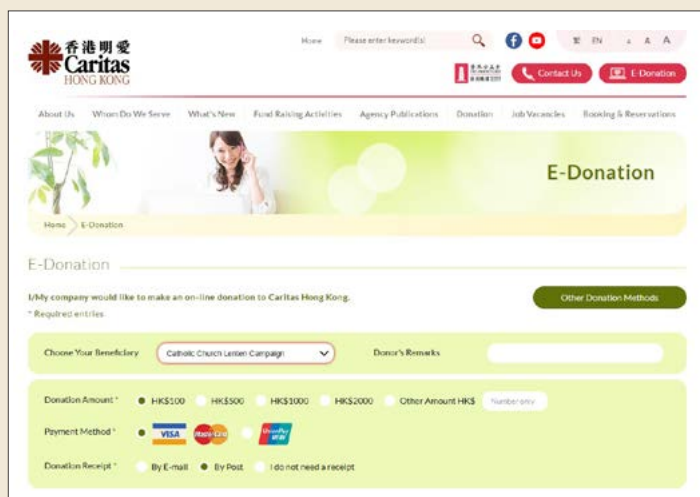 香港明愛
Caritas
HONG KONG
Home Please enter keyword(s) 繁 EN A A A
Contact Us E-Donation
About Us Whom Do We Serve What's New Fund Raising Activities Agency Publications Donation Job Vacancies Booking & Reservations
E-Donation
Home E-Donation
E-Donation
I/My company would like to make an on-line donation to Caritas Hong Kong.
Other Donation Methods
* Required entries
Choose Your Beneficiary Catholic Church Lenten Campaign Donor's Remarks
Donation Amount * HK$100 HK$500 HK$1000 HK$2000 Other Amount HK$ Number only
Payment Method * VISA MasterCard UnionPay 銀聯
Donation Receipt * By E-mail By Post I do not need a receipt